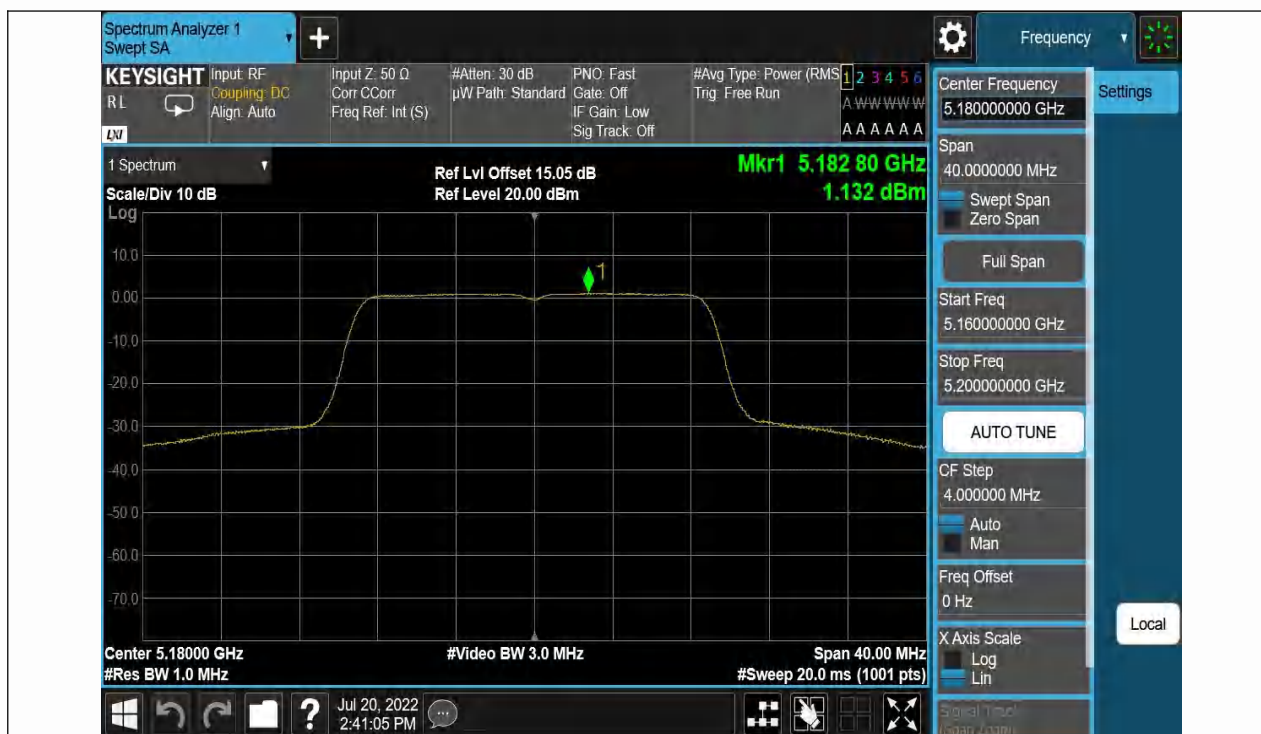 Spectrum Analyzer 1
Swept SA
+
Frequency
KEYSIGHT
R L
LXI
Input: RF
Coupling: DC
Align: Auto
Input Z: 50 Ω
Corr CCorr
Freq Ref: Int (S)
#Atten: 30 dB
µW Path: Standard
PNO: Fast
Gate: Off
IF Gain: Low
Sig Track: Off
#Avg Type: Power (RMS
Trig: Free Run
1 2 3 4 5 6
A W W W W W
A A A A A A
1 Spectrum
Scale/Div 10 dB
Ref Lvl Offset 15.05 dB
Ref Level 20.00 dBm
Mkr1 5.182 80 GHz
1.132 dBm
Log
10.0
0.00
-10.0
-20.0
-30.0
-40.0
-50.0
-60.0
-70.0
1
Center 5.18000 GHz
#Res BW 1.0 MHz
#Video BW 3.0 MHz
Span 40.00 MHz
#Sweep 20.0 ms (1001 pts)
Center Frequency
5.180000000 GHz
Settings
Span
40.0000000 MHz
Swept Span
Zero Span
Full Span
Start Freq
5.160000000 GHz
Stop Freq
5.200000000 GHz
AUTO TUNE
CF Step
4.000000 MHz
Auto
Man
Freq Offset
0 Hz
X Axis Scale
Log
Lin
Local
Signal Track
(Span Zoom)
?
Jul 20, 2022
2:41:05 PM